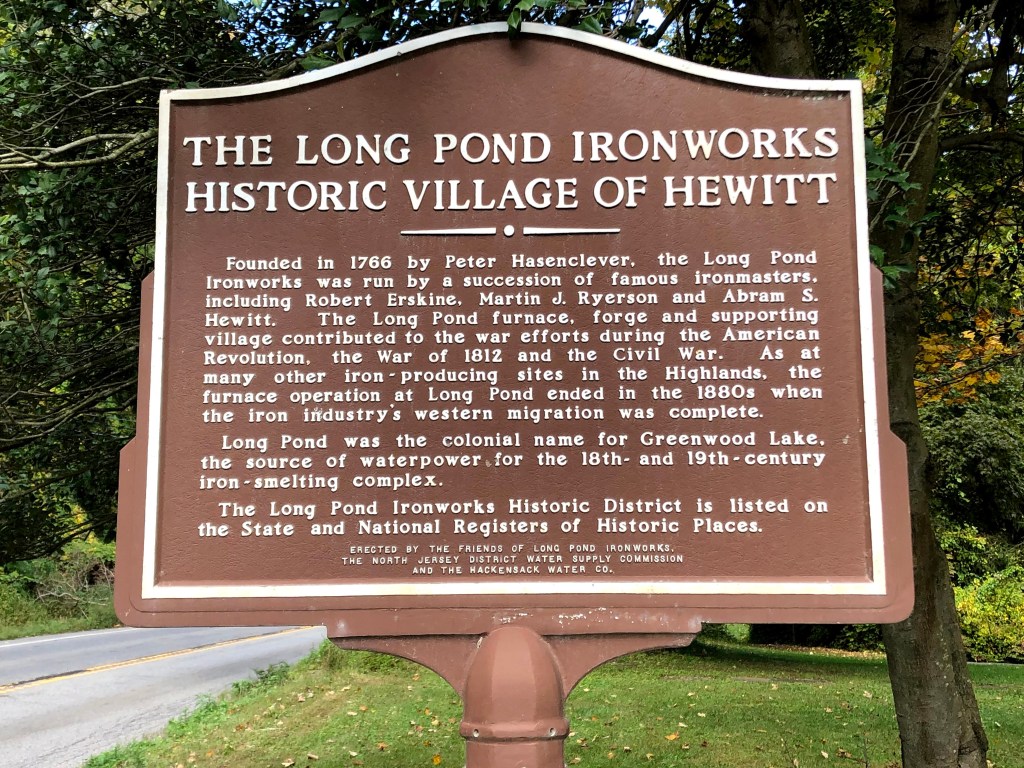 THE LONG POND IRONWORKS
HISTORIC VILLAGE OF HEWITT
Founded in 1766 by Peter Hasenclever, the Long Pond
Ironworks was run by a succession of famous ironmasters,
including Robert Erskine, Martin J. Ryerson and Abram S.
Hewitt. The Long Pond furnace, forge and supporting
village contributed to the war efforts during the American
Revolution, the War of 1812 and the Civil War. As at
many other iron-producing sites in the Highlands, the
furnace operation at Long Pond ended in the 1880s when
the iron industry's western migration was complete.
Long Pond was the colonial name for Greenwood Lake,
the source of waterpower for the 18th- and 19th-century
iron-smelting complex.
The Long Pond Ironworks Historic District is listed on
the State and National Registers of Historic Places.
ERECTED BY THE FRIENDS OF LONG POND IRONWORKS,
THE NORTH JERSEY DISTRICT WATER SUPPLY COMMISSION
AND THE HACKENSACK WATER CO.